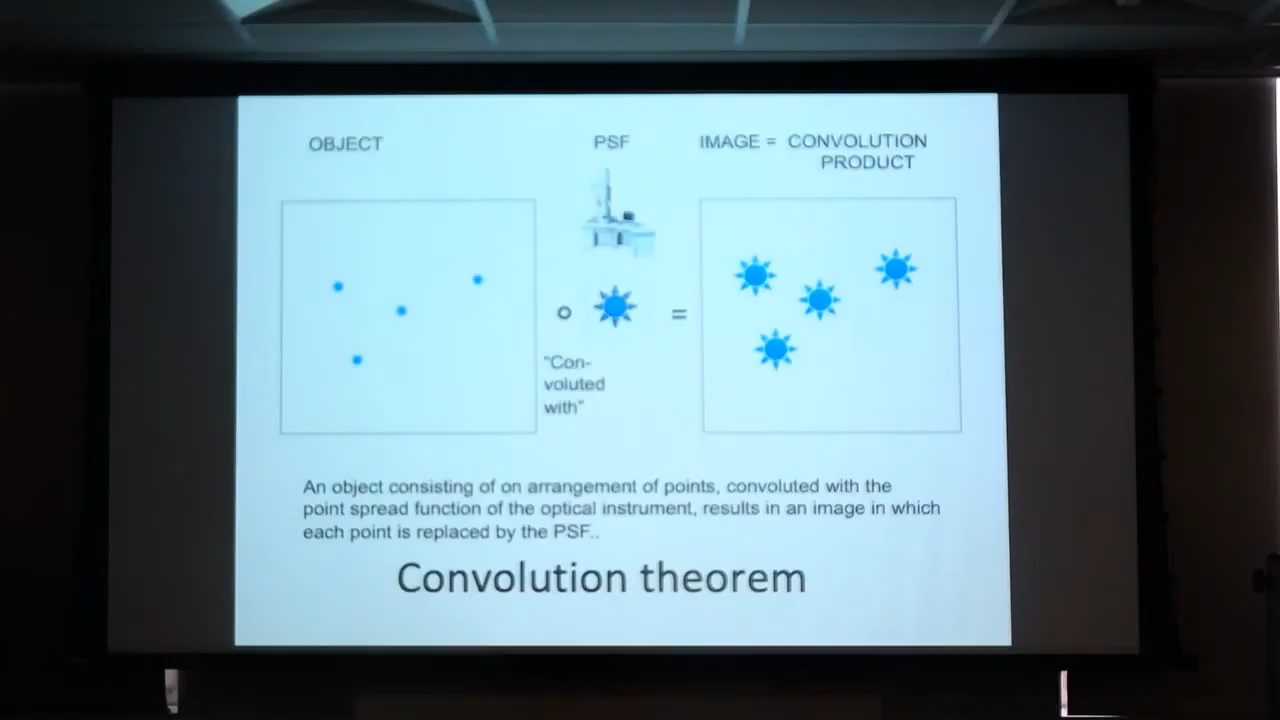 OBJECT
PSF
IMAGE = CONVOLUTION
PRODUCT
=
"Con-
voluted
with"
An object consisting of on arrangement of points, convoluted with the
point spread function of the optical instrument, results in an image in which
each point is replaced by the PSF..
Convolution theorem